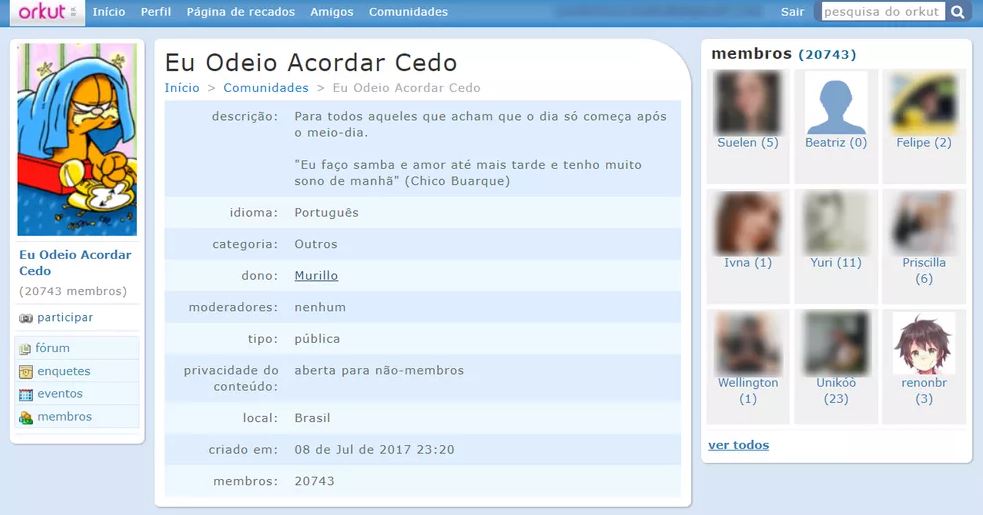 orkut
Início Perfil Página de recados Amigos Comunidades
Sair
pesquisa do orkut
Eu Odeio Acordar
Cedo
(20743 membros)
participar
fórum
enquetes
eventos
membros
Eu Odeio Acordar Cedo
Início > Comunidades > Eu Odeio Acordar Cedo
descrição: Para todos aqueles que acham que o dia só começa após
o meio-dia.
"Eu faço samba e amor até mais tarde e tenho muito
sono de manhã" (Chico Buarque)
idioma: Português
categoria: Outros
dono: Murillo
moderadores: nenhum
tipo: pública
privacidade do
conteúdo: aberta para não-membros
local: Brasil
criado em: 08 de Jul de 2017 23:20
membros: 20743
membros (20743)
Suelen (5) Beatriz (0) Felipe (2)
Ivna (1) Yuri (11) Priscilla
(6)
Wellington
(1)
Unikóò
(23)
renonbr
(3)
ver todos